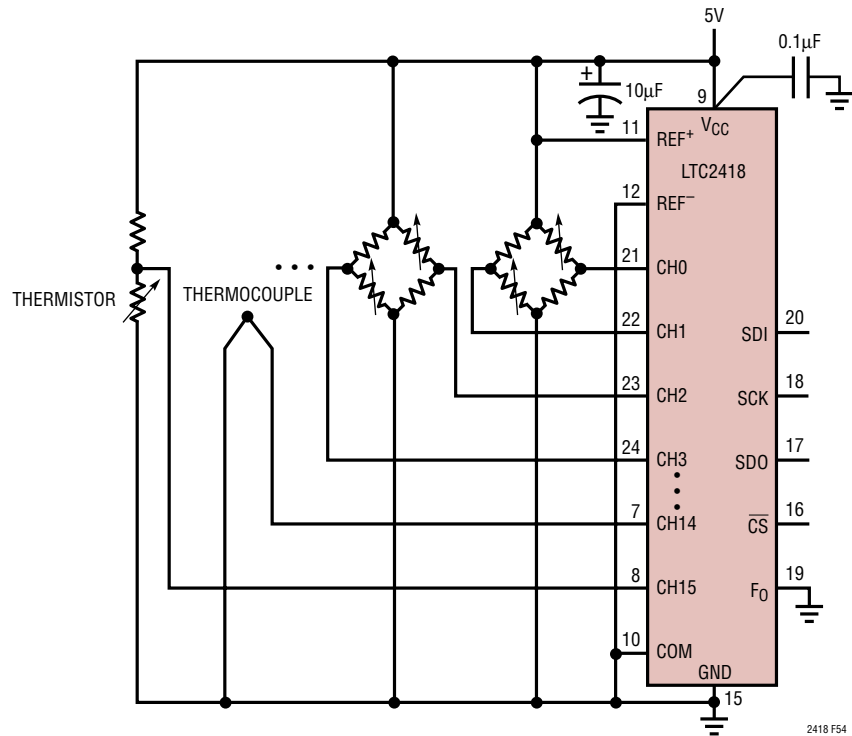 5V
0.1µF
+
10µF
9
VCC
11
REF+
LTC2418
12
REF–
21
CH0
THERMISTOR
THERMOCOUPLE
22
CH1
SDI
20
23
CH2
SCK
18
24
CH3
SDO
17
7
CH14
CS
16
8
CH15
FO
19
10
COM
GND
15
2418 F54